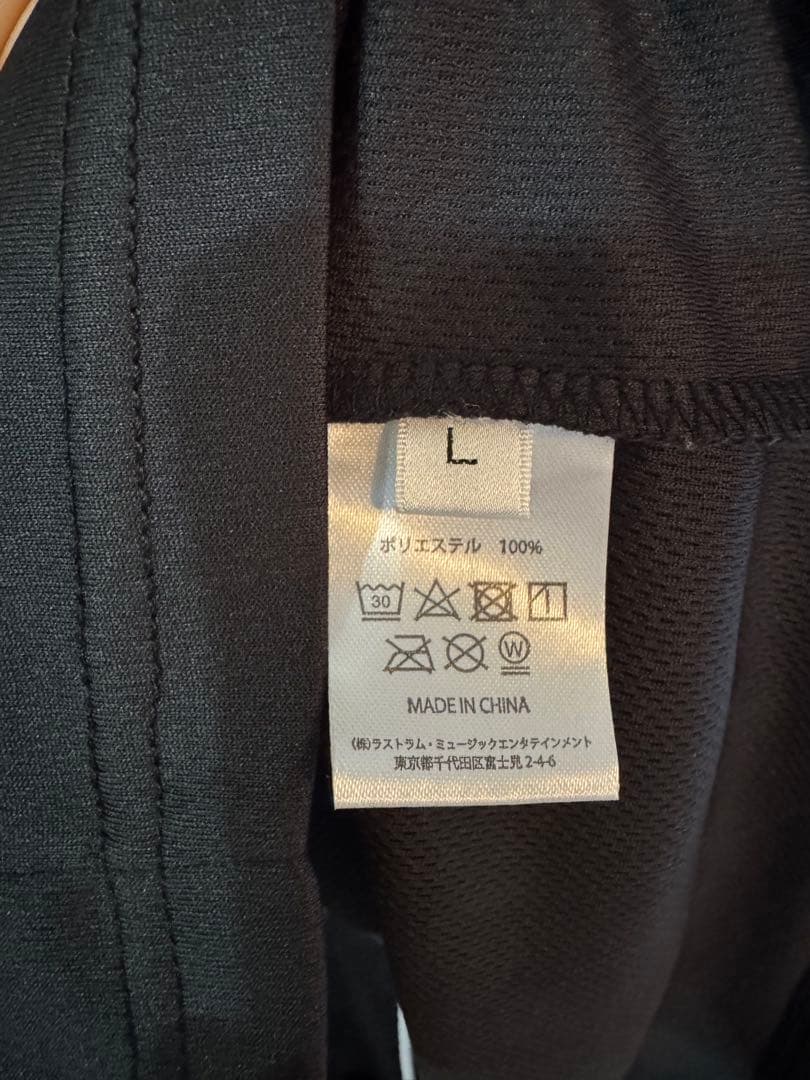 L
ポリエステル 100%
30
W
MADE IN CHINA
(株)ラストラム・ミュージックエンタテインメント
東京都千代田区富士見 2-4-6